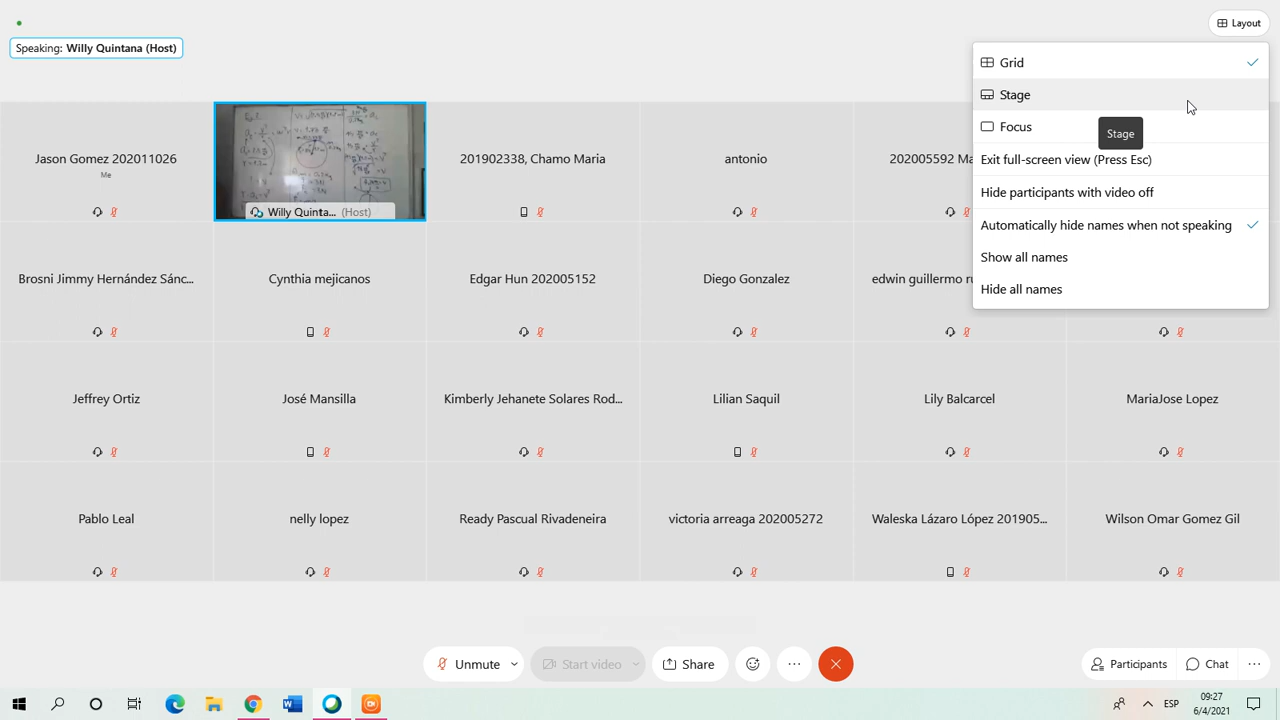 Layout
Speaking: Willy Quintana (Host)
Grid
Stage
Focus
Stage
Exit full-screen view (Press Esc)
Hide participants with video off
Automatically hide names when not speaking
Show all names
Hide all names
Jason Gomez 202011026
Me
Willy Quinta... (Host)
201902338, Chamo Maria
antonio
202005592 Ma
Brosni Jimmy Hernández Sánc...
Cynthia mejicanos
Edgar Hun 202005152
Diego Gonzalez
edwin guillermo ru
Jeffrey Ortiz
José Mansilla
Kimberly Jehanete Solares Rod...
Lilian Saquil
Lily Balcarcel
MariaJose Lopez
Pablo Leal
nelly lopez
Ready Pascual Rivadeneira
victoria arreaga 202005272
Waleska Lázaro López 201905...
Wilson Omar Gomez Gil
Unmute
Start video
Share
Participants
Chat
ESP
09:27
6/4/2021